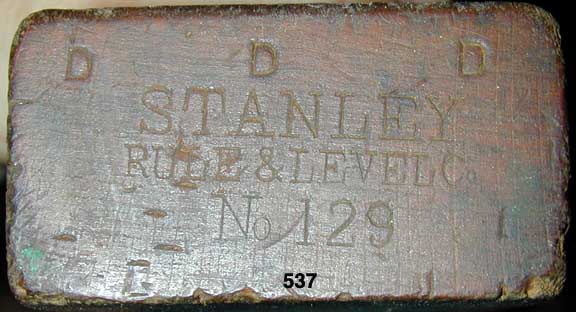 D D D
STANLEY
RULE & LEVEL Co.
No 129
537